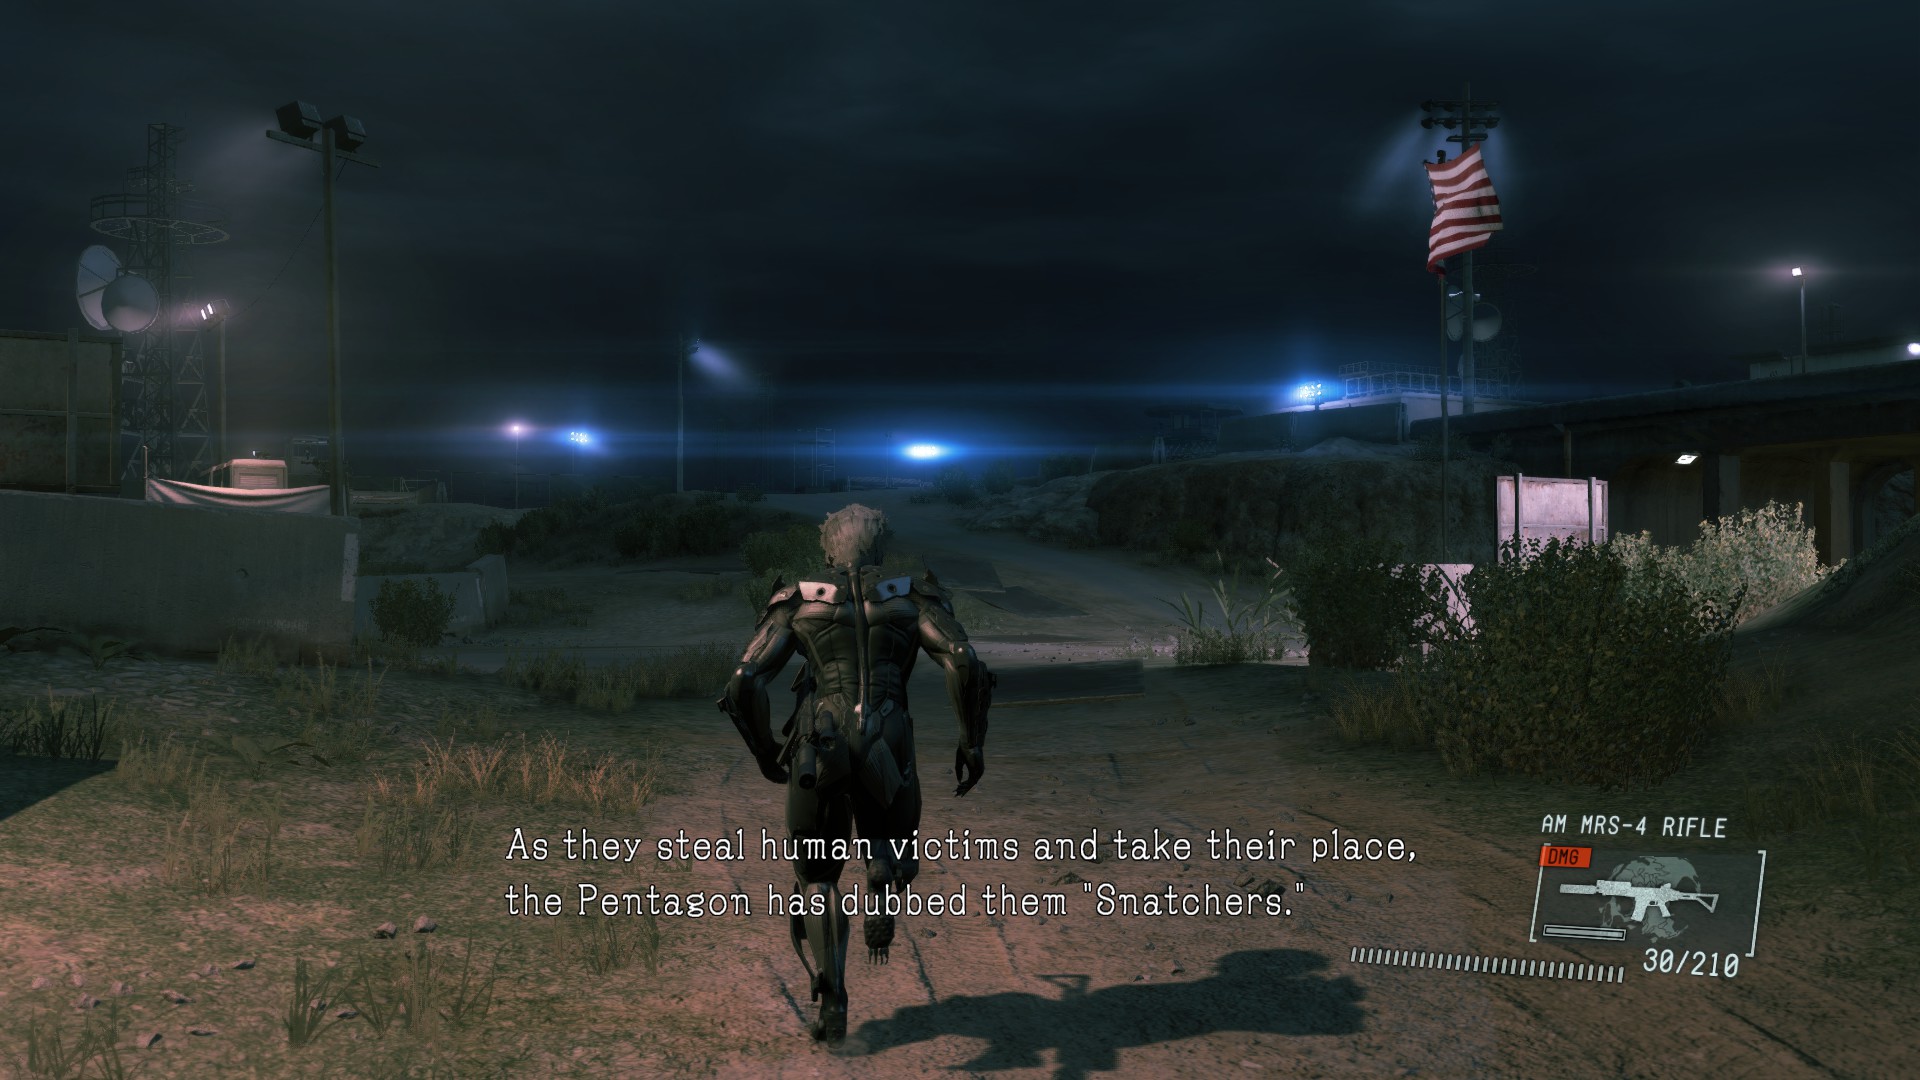 As they steal human victims and take their place,
the Pentagon has dubbed them "Snatchers."
AM MRS-4 RIFLE
DMG
30/210